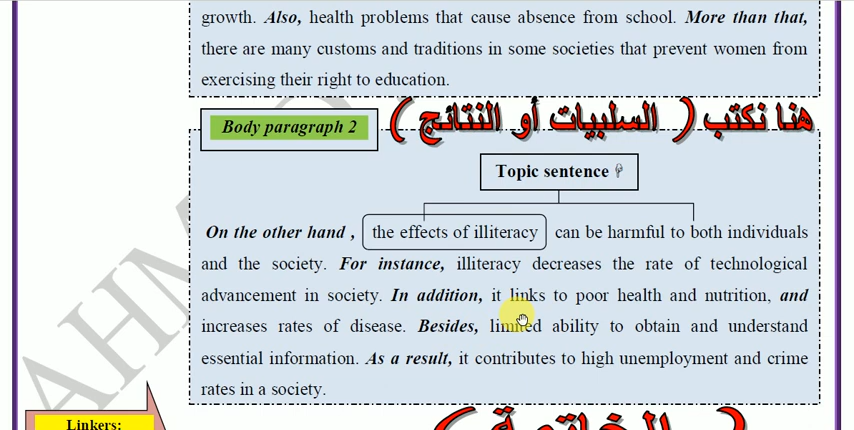 growth. Also, health problems that cause absence from school. More than that,
there are many customs and traditions in some societies that prevent women from
exercising their right to education.
Body paragraph 2
هنا نكتب ( السلبيات أو النتائج )
Topic sentence
On the other hand , the effects of illiteracy can be harmful to both individuals
and the society. For instance, illiteracy decreases the rate of technological
advancement in society. In addition, it links to poor health and nutrition, and
increases rates of disease. Besides, limited ability to obtain and understand
essential information. As a result, it contributes to high unemployment and crime
rates in a society.
Linkers: